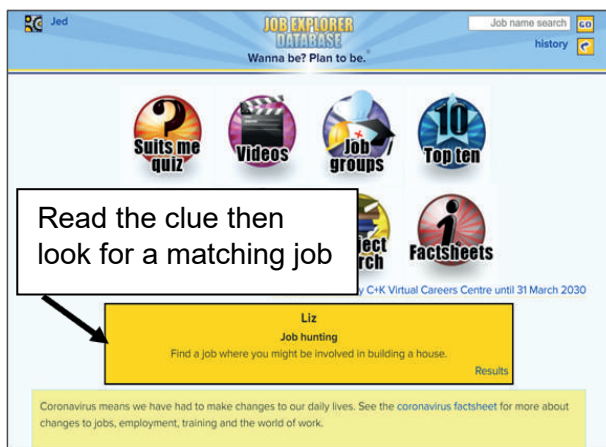 Jed
JOB EXPLORER
DATABASE
Wanna be? Plan to be.®
Job name search
GO
history
Suits me
quiz
Videos
Job
groups
10
Top ten
Read the clue then
look for a matching job
Factsheets
y C+K Virtual Careers Centre until 31 March 2030
Liz
Job hunting
Find a job where you might be involved in building a house.
Results
Coronavirus means we have had to make changes to our daily lives. See the coronavirus factsheet for more about
changes to jobs, employment, training and the world of work.